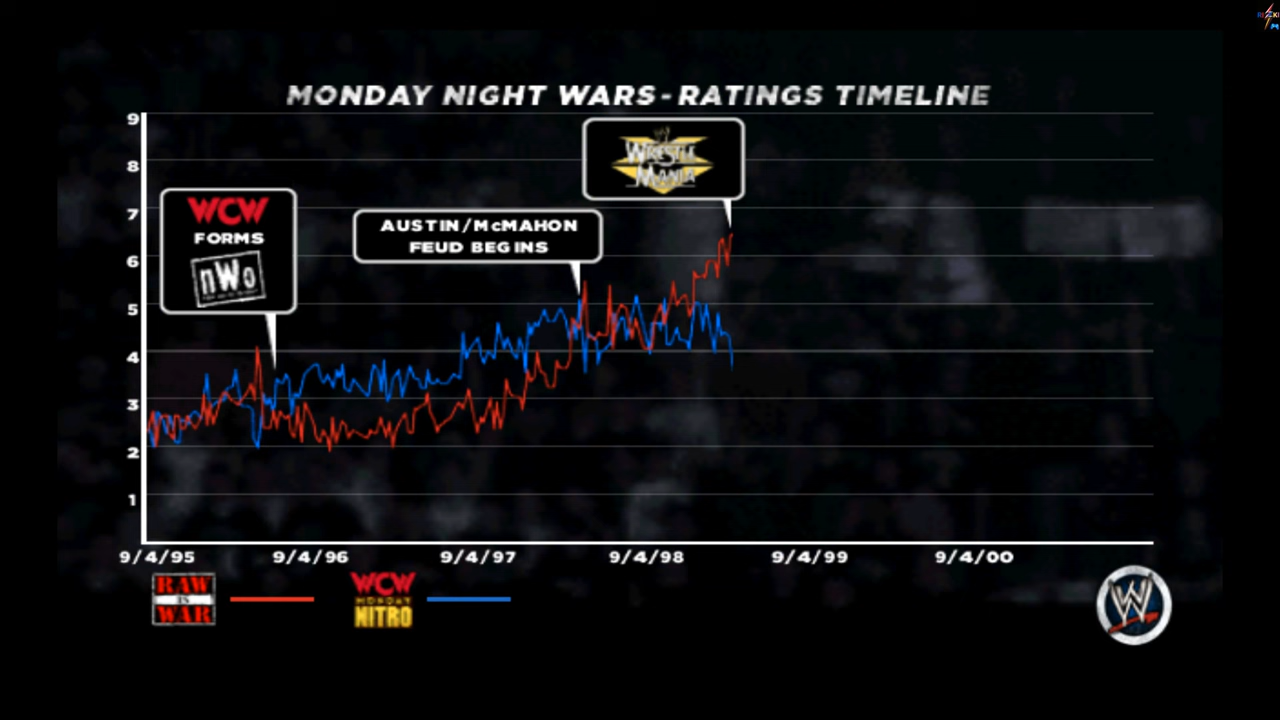 MONDAY NIGHT WARS - RATINGS TIMELINE
9
8
7
6
5
4
3
2
1
WCW
FORMS
nWo
AUSTIN/McMAHON
FEUD BEGINS
W
WRESTLE
MANIA
9/4/95 9/4/96 9/4/97 9/4/98 9/4/99 9/4/00
RAW
IS
WAR
WCW
MONDAY
NITRO
W